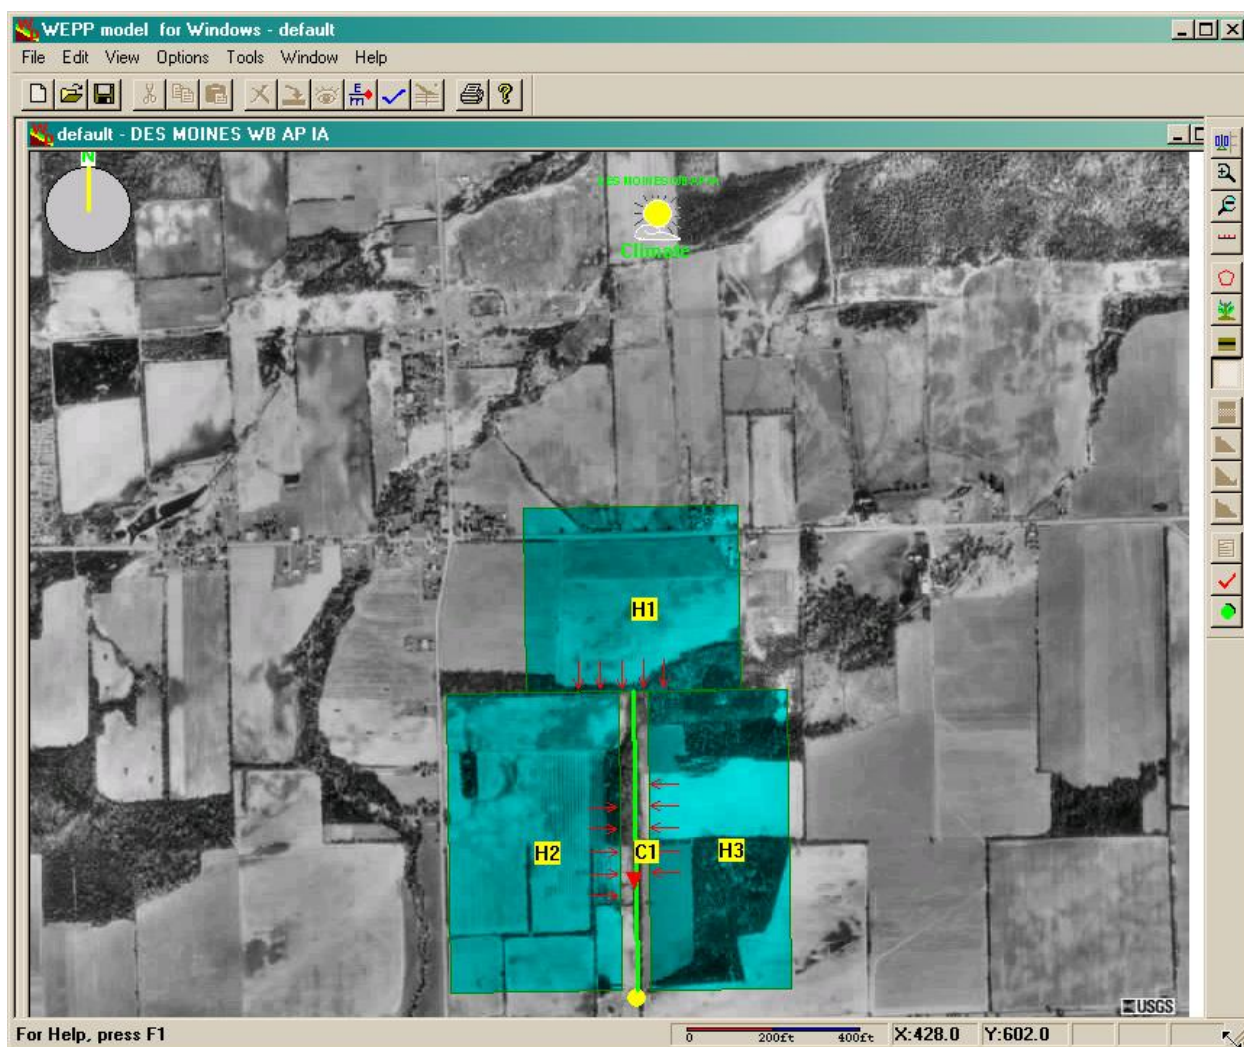 WEPP model for Windows - default
File Edit View Options Tools Window Help
default - DES MOINES WB AP IA
N
DES MOINES WB AP IA
Climate
H1
H2
C1
H3
USGS
For Help, press F1
0 200ft 400ft
X:428.0
Y:602.0